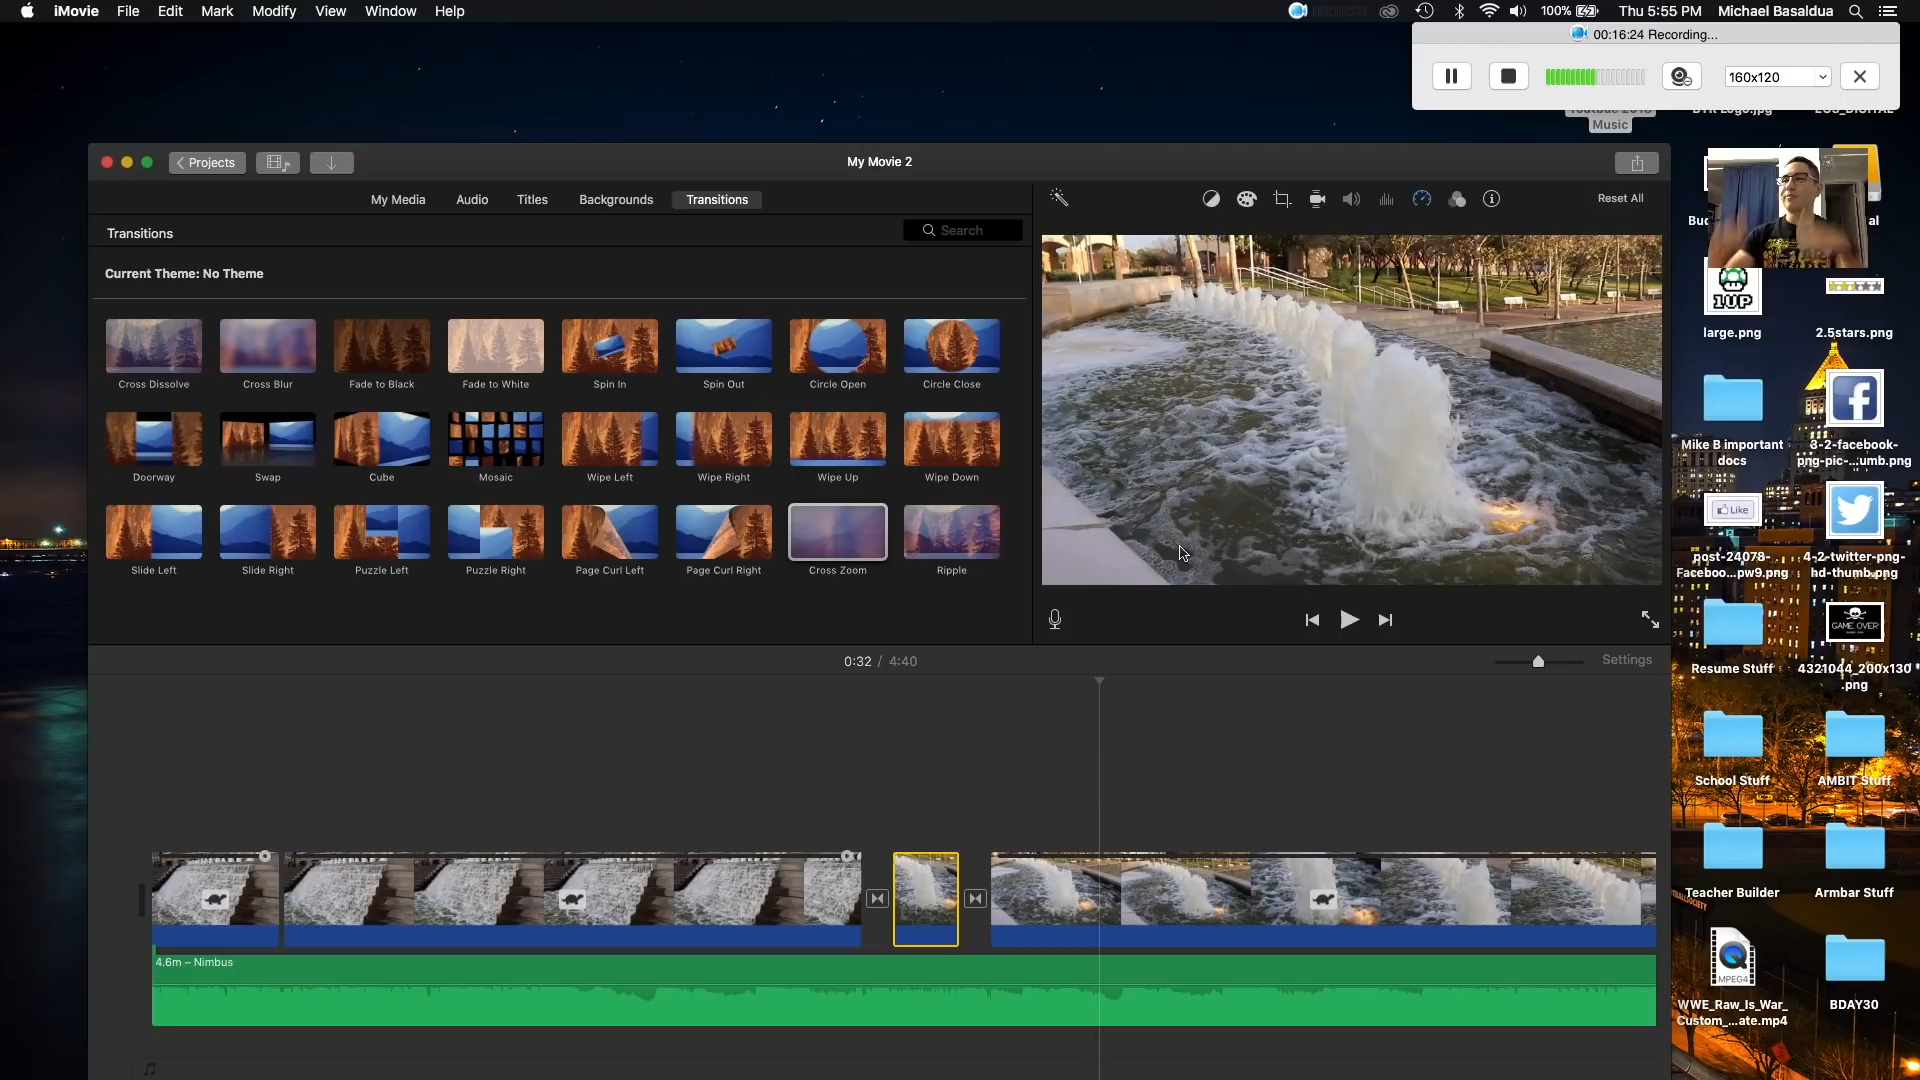 iMovie File Edit Mark Modify View Window Help
100% Thu 5:55 PM Michael Basaldua
00:16:24 Recording...
160x120
Music
Projects
My Movie 2
My Media Audio Titles Backgrounds Transitions
Reset All
Transitions
Search
Current Theme: No Theme
Cross Dissolve Cross Blur Fade to Black Fade to White Spin In Spin Out Circle Open Circle Close
Doorway Swap Cube Mosaic Wipe Left Wipe Right Wipe Up Wipe Down
Slide Left Slide Right Puzzle Left Puzzle Right Page Curl Left Page Curl Right Cross Zoom Ripple
0:32 / 4:40
Settings
4.6m – Nimbus
Bud
al
1UP
large.png
2.5stars.png
Mike B important
docs
3-2-facebook-
png-pic-...umb.png
Like
post-24078-
Faceboo...pw9.png
4-2-twitter-png-
hd-thumb.png
GAME OVER
Resume Stuff
4321044_200x130
.png
School Stuff
AMBIT Stuff
Teacher Builder
Armbar Stuff
MPEG4
WWE_Raw_Is_War_
Custom_...ate.mp4
BDAY30